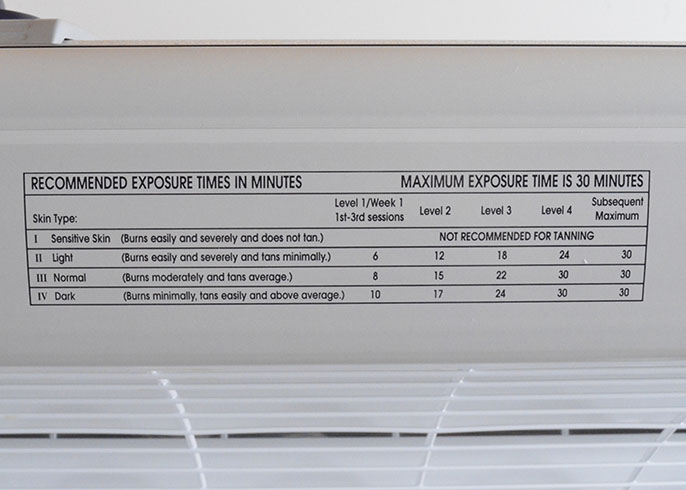 RECOMMENDED EXPOSURE TIMES IN MINUTES MAXIMUM EXPOSURE TIME IS 30 MINUTES
Skin Type: Level 1/Week 1 1st-3rd sessions Level 2 Level 3 Level 4 Subsequent Maximum
I Sensitive Skin (Burns easily and severely and does not tan.) NOT RECOMMENDED FOR TANNING
II Light (Burns easily and severely and tans minimally.) 6 12 18 24 30
III Normal (Burns moderately and tans average.) 8 15 22 30 30
IV Dark (Burns minimally, tans easily and above average.) 10 17 24 30 30